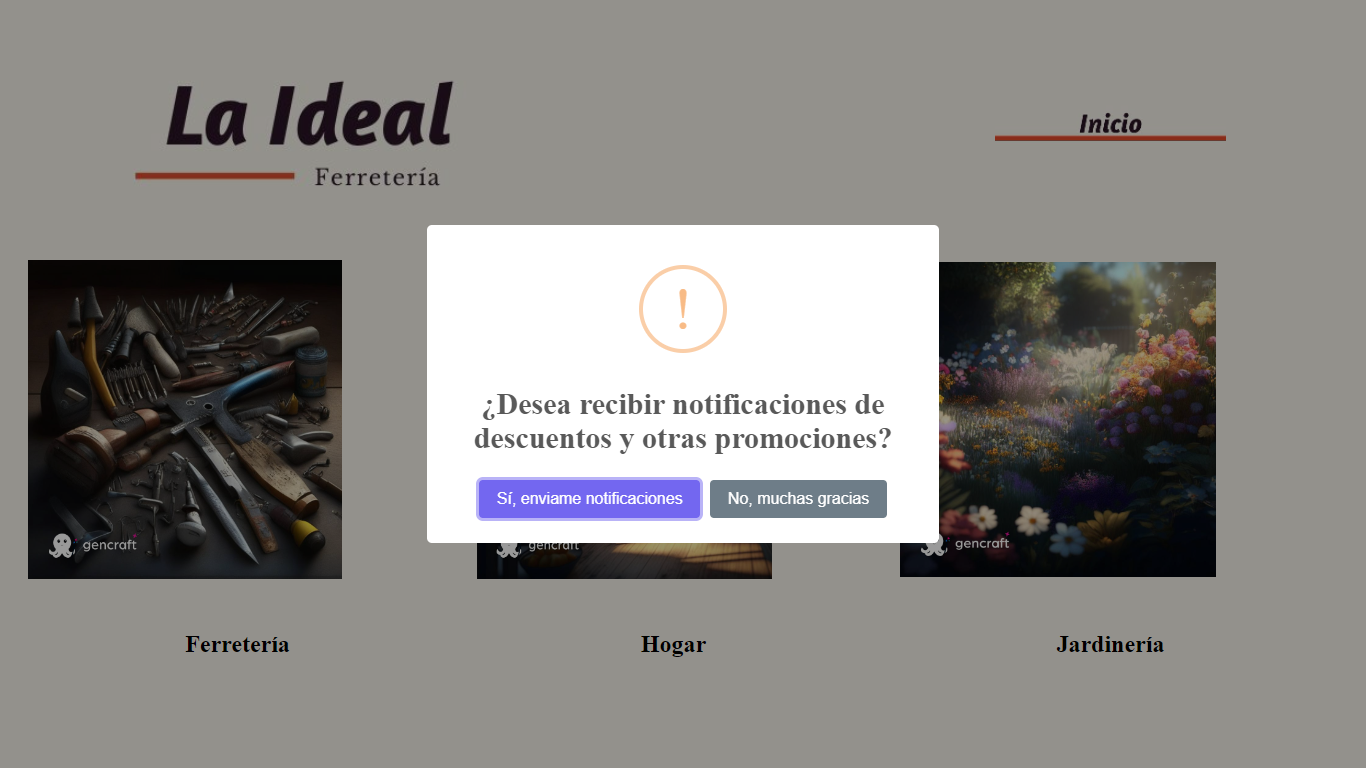 La Ideal
Ferretería
Inicio
¿Desea recibir notificaciones de
descuentos y otras promociones?
Sí, enviame notificaciones
No, muchas gracias
gencraft
gencraft
gencraft
Ferretería
Hogar
Jardinería